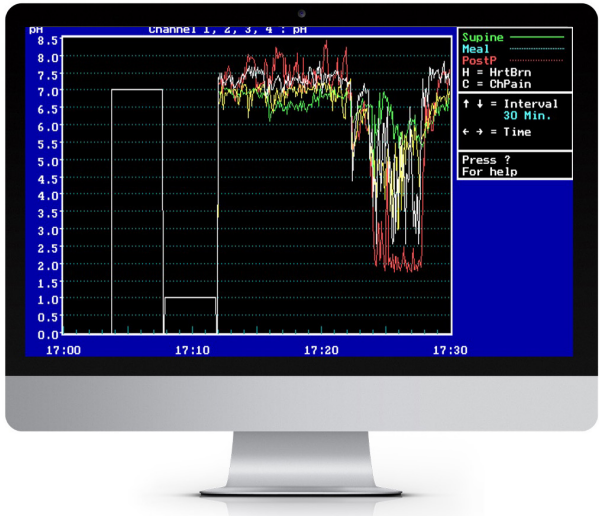 pH
Channel 1, 2, 3, 4 : pH
8.5
8.0
7.5
7.0
6.5
6.0
5.5
5.0
4.5
4.0
3.5
3.0
2.5
2.0
1.5
1.0
0.5
0.0
17:00 17:10 17:20 17:30
Supine
Meal
PostP
H = HrtBrn
C = ChPain
↑ ↓ = Interval
30 Min.
← → = Time
Press ?
For help